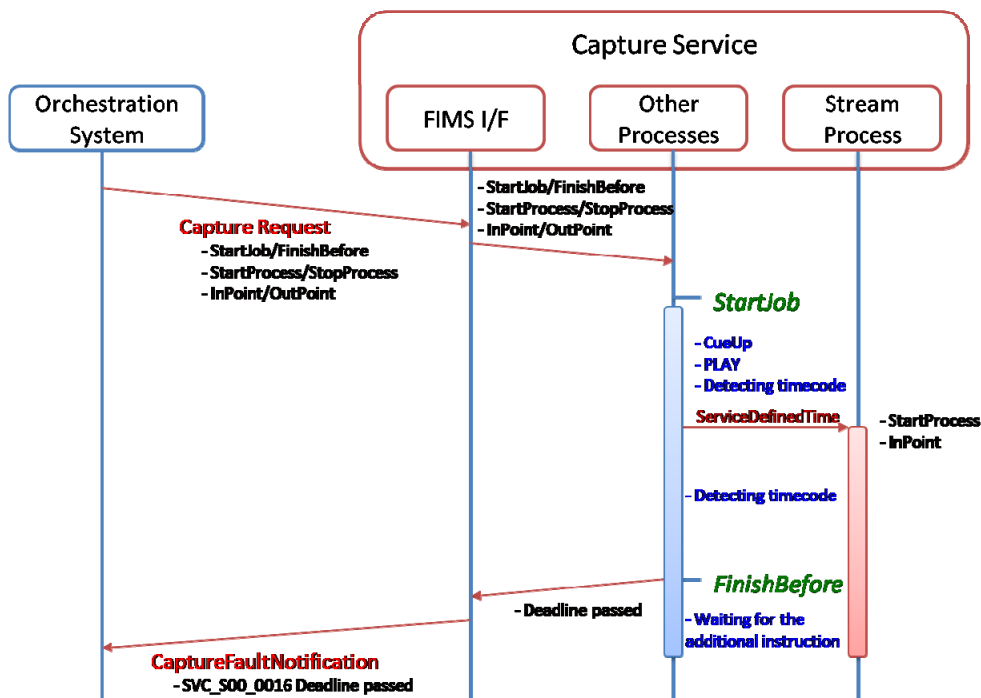 Capture Service
Orchestration
System
FIMS I/F
Other
Processes
Stream
Process
- StartJob/FinishBefore
- StartProcess/StopProcess
- InPoint/OutPoint
Capture Request
- StartJob/FinishBefore
- StartProcess/StopProcess
- InPoint/OutPoint
StartJob
- CueUp
- PLAY
- Detecting timecode
ServiceDefinedTime
- StartProcess
- InPoint
- Detecting timecode
FinishBefore
- Deadline passed
- Waiting for the
additional instruction
CaptureFaultNotification
- SVC_S00_0016 Deadline passed